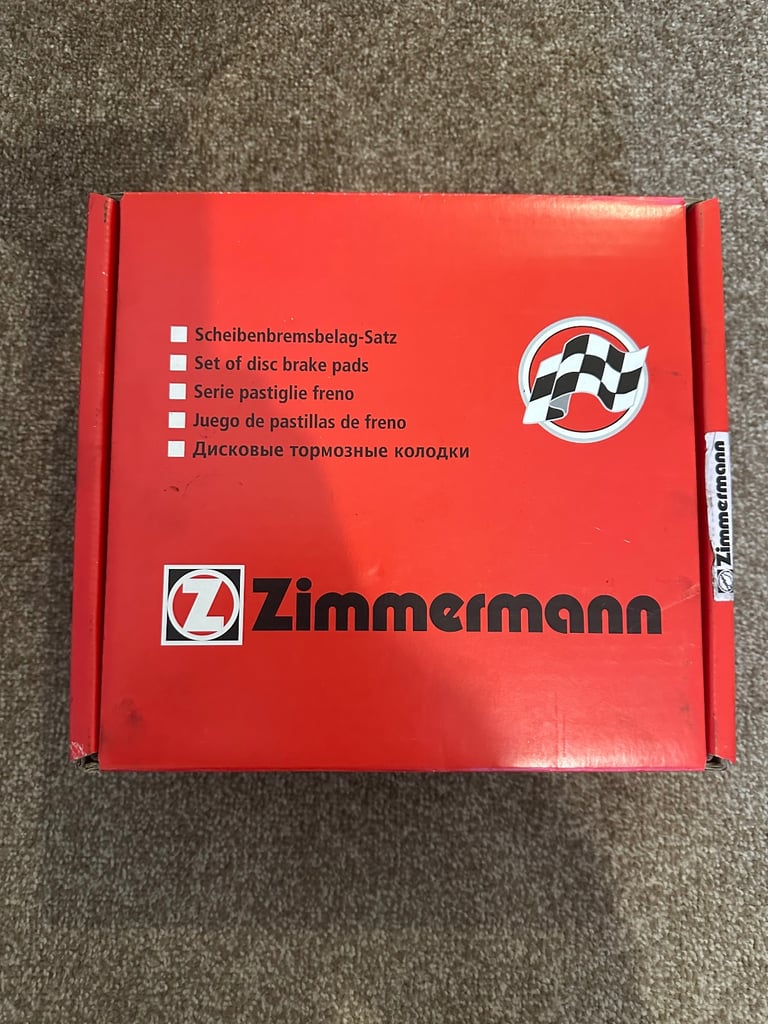 Scheibenbremsbelag-Satz
Set of disc brake pads
Serie pastiglie freno
Juego de pastillas de freno
Дисковые тормозные колодки
Z Zimmermann
Zimmermann